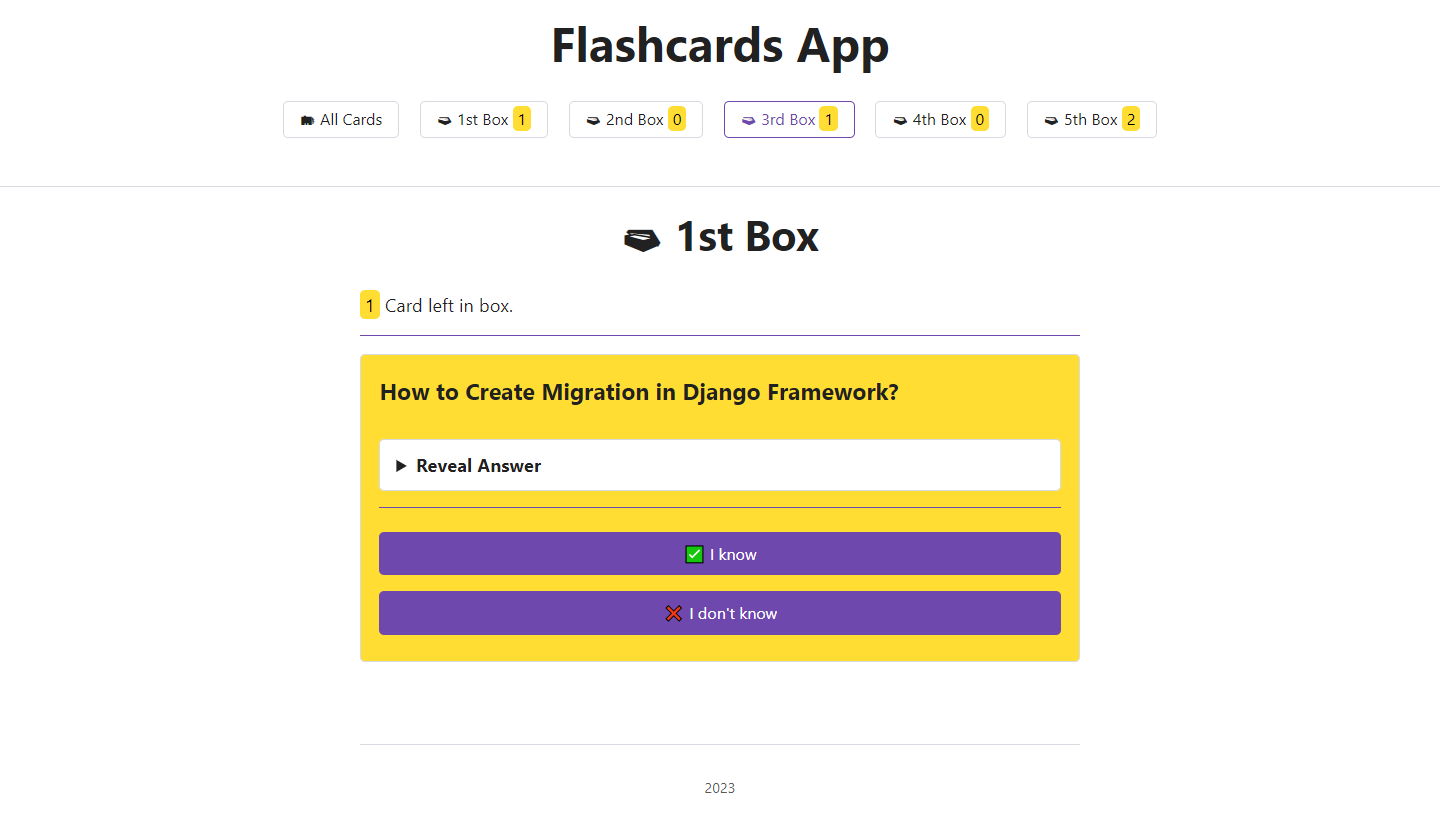 Flashcards App
All Cards 1st Box 1 2nd Box 0 3rd Box 1 4th Box 0 5th Box 2
1st Box
1 Card left in box.
How to Create Migration in Django Framework?
Reveal Answer
I know
I don't know
2023